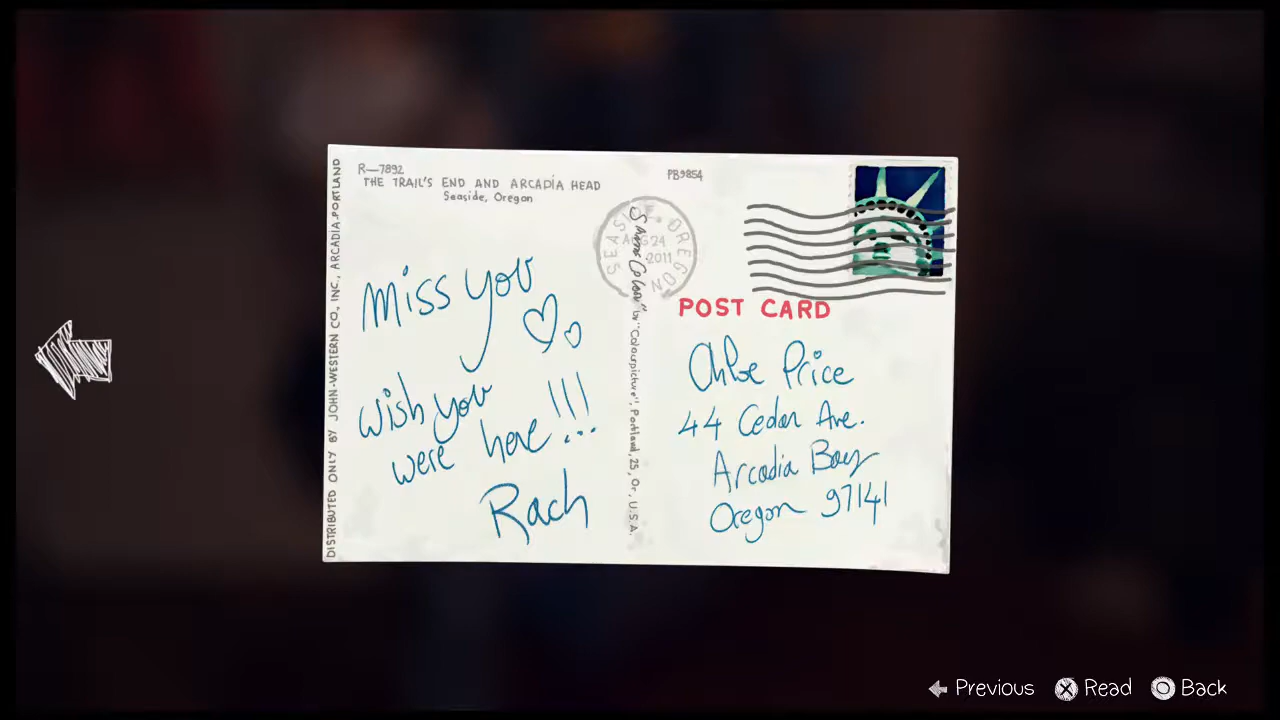 R—7892
THE TRAIL'S END AND ARCADIA HEAD
Seaside, Oregon
PB9854
DISTRIBUTED ONLY BY JOHN-WESTERN CO., INC., ARCADIA.PORTLAND
SEASIDE, OREGON
AUG 24
2011
by "Colourpicture", Portland, 25, Or, U.S.A.
Miss you
wish you
were here!!!
Rach
POST CARD
Chloe Price
44 Cedar Ave.
Arcadia Bay
Oregon 97141
Previous
Read
Back